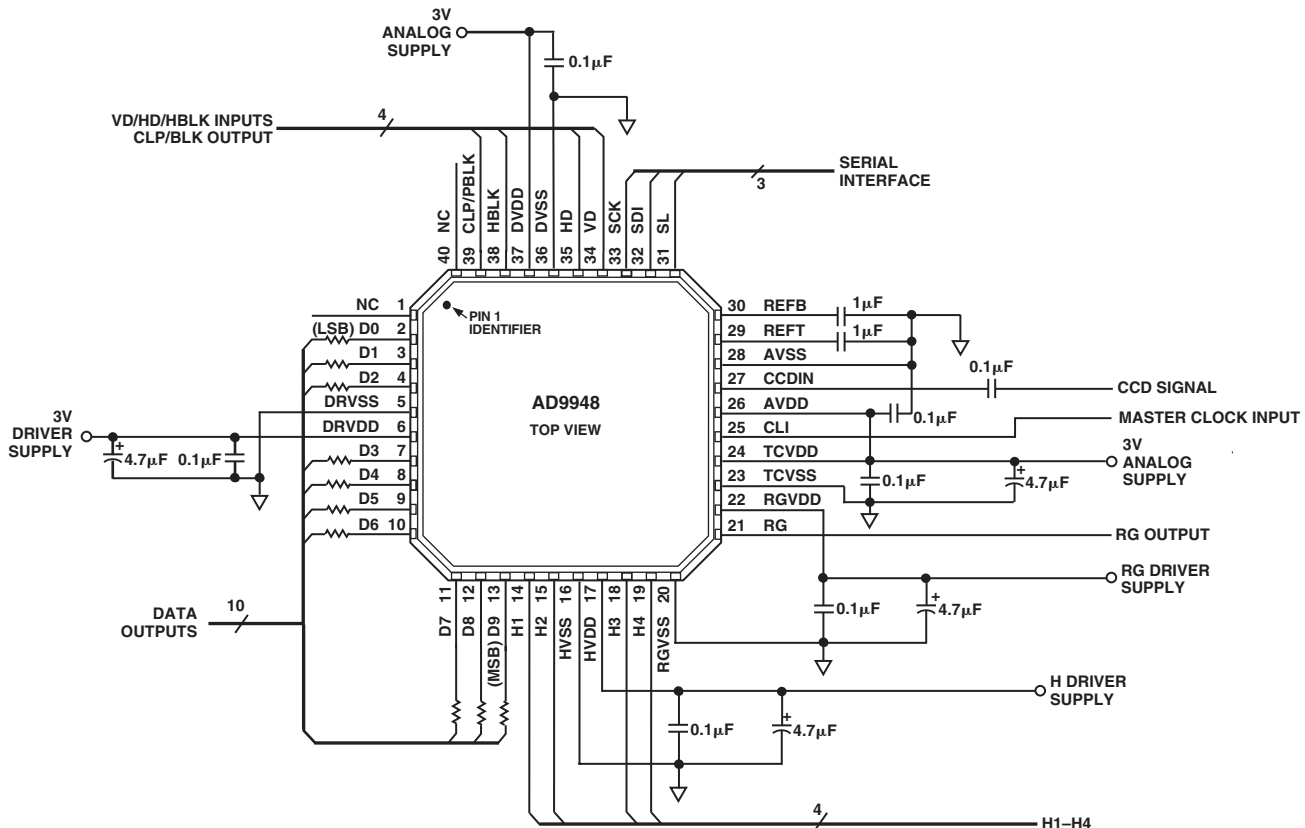 3V
ANALOG
SUPPLY
0.1μF
VD/HD/HBLK INPUTS
CLP/BLK OUTPUT
4
SERIAL
INTERFACE
3
40 NC
39 CLP/PBLK
38 HBLK
37 DVDD
36 DVSS
35 HD
34 VD
33 SCK
32 SDI
31 SL
NC 1
(LSB) D0 2
D1 3
D2 4
DRVSS 5
DRVDD 6
D3 7
D4 8
D5 9
D6 10
PIN 1
IDENTIFIER
AD9948
TOP VIEW
30 REFB
1μF
29 REFT
1μF
28 AVSS
27 CCDIN
0.1μF
CCD SIGNAL
26 AVDD
0.1μF
25 CLI
MASTER CLOCK INPUT
24 TCVDD
3V
ANALOG
SUPPLY
23 TCVSS
0.1μF
+
4.7μF
22 RGVDD
21 RG
RG OUTPUT
3V
DRIVER
SUPPLY
+
4.7μF
0.1μF
RG DRIVER
SUPPLY
0.1μF
+
4.7μF
DATA
OUTPUTS
10
D7 11
D8 12
(MSB) D9 13
H1 14
H2 15
HVSS 16
HVDD 17
H3 18
H4 19
RGVSS 20
H DRIVER
SUPPLY
0.1μF
+
4.7μF
4
H1–H4